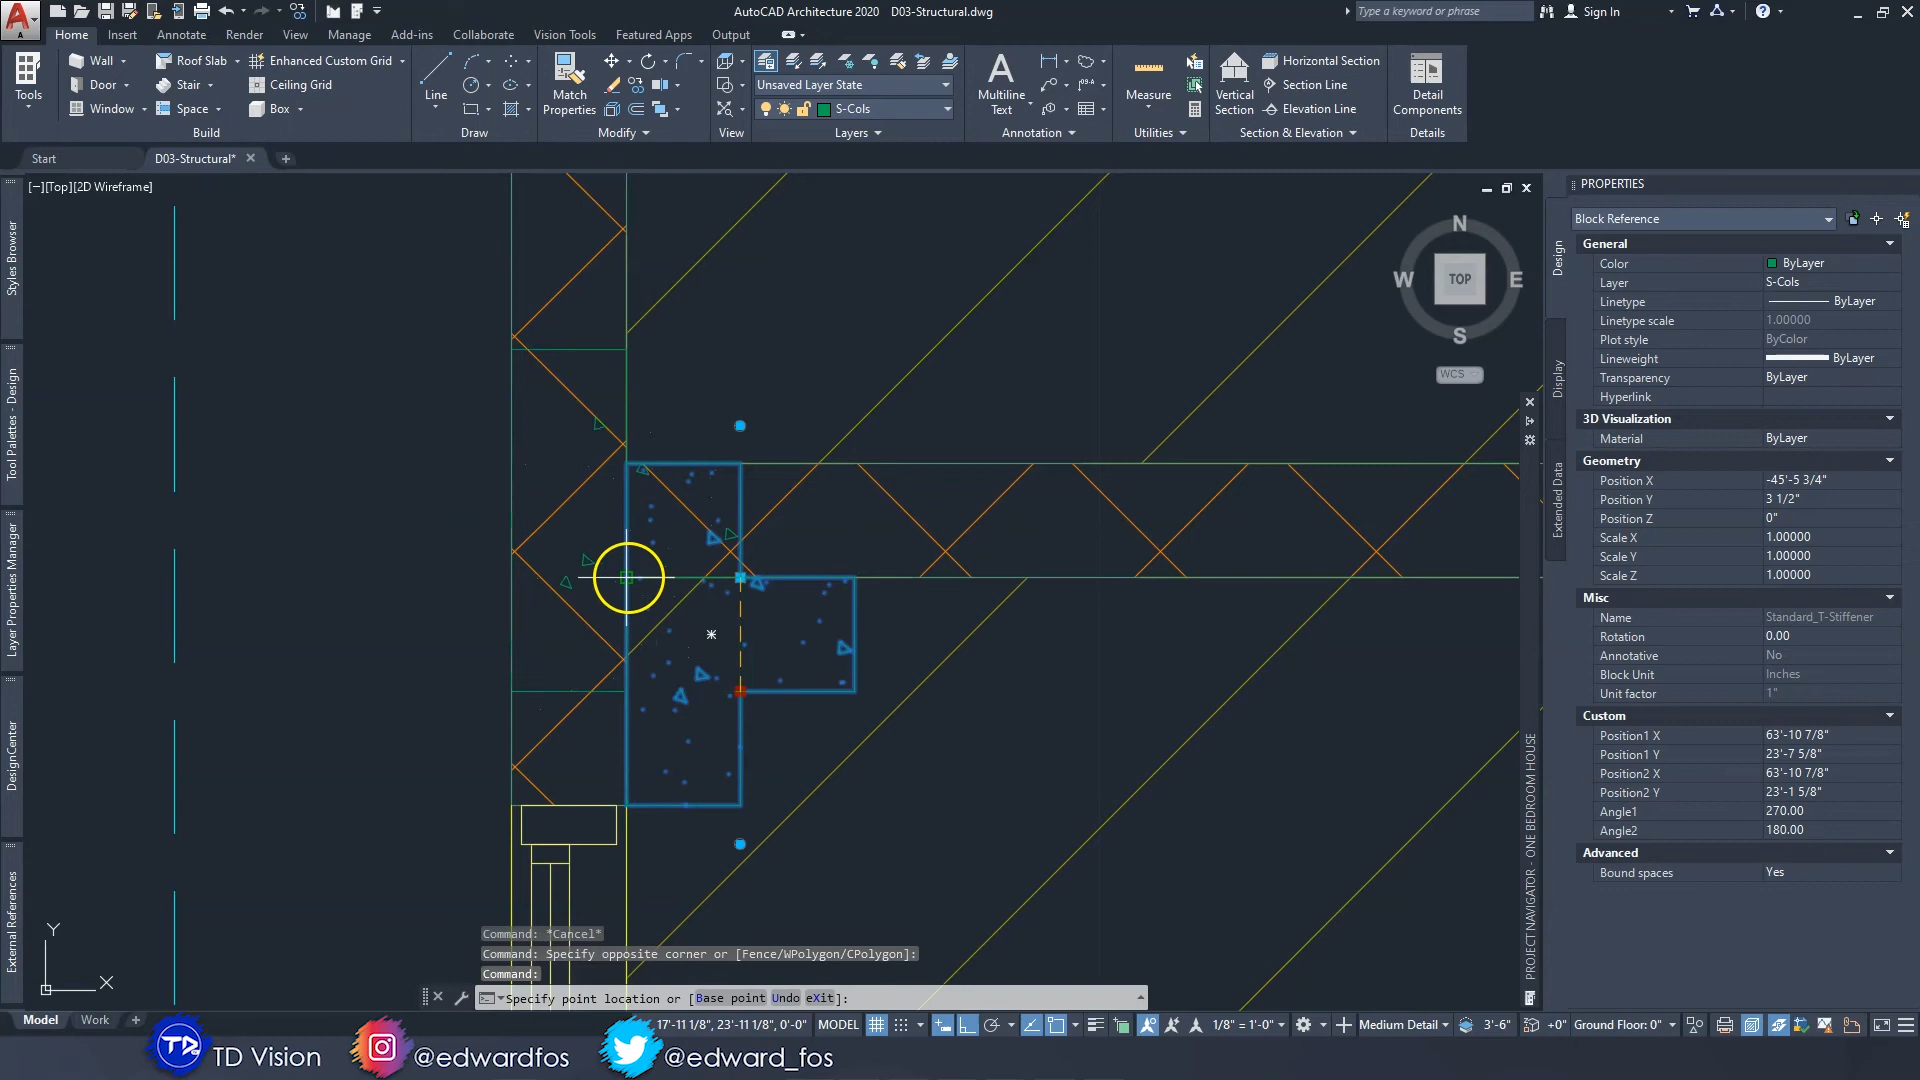 AutoCAD Architecture 2020 D03-Structural.dwg
Type a keyword or phrase
Sign In
Home Insert Annotate Render View Manage Add-ins Collaborate Vision Tools Featured Apps Output
Tools
Wall Roof Slab Enhanced Custom Grid
Door Stair Ceiling Grid
Window Space Box
Build
Line
Draw
Match Properties
Modify
View
Unsaved Layer State
S-Cols
Layers
Multiline Text
Annotation
Measure
Utilities
Vertical Section
Horizontal Section
Section Line
Elevation Line
Section & Elevation
Detail Components
Details
Start D03-Structural*
[−][Top][2D Wireframe]
N
W TOP E
S
WCS
Styles Browser
Tool Palettes - Design
Layer Properties Manager
DesignCenter
External References
PROPERTIES
Block Reference
Design
Display
Extended Data
General
Color ByLayer
Layer S-Cols
Linetype ByLayer
Linetype scale 1.00000
Plot style ByColor
Lineweight ByLayer
Transparency ByLayer
Hyperlink
3D Visualization
Material ByLayer
Geometry
Position X -45'-5 3/4"
Position Y 3 1/2"
Position Z 0"
Scale X 1.00000
Scale Y 1.00000
Scale Z 1.00000
Misc
Name Standard_T-Stiffener
Rotation 0.00
Annotative No
Block Unit Inches
Unit factor 1"
Custom
Position1 X 63'-10 7/8"
Position1 Y 23'-7 5/8"
Position2 X 63'-10 7/8"
Position2 Y 23'-1 5/8"
Angle1 270.00
Angle2 180.00
Advanced
Bound spaces Yes
PROJECT NAVIGATOR - ONE BEDROOM HOUSE
Y
X
Command: *Cancel*
Command: Specify opposite corner or [Fence/WPolygon/CPolygon]:
Command:
Specify point location or [Base point Undo eXit]:
Model Work
17'-11 1/8", 23'-11 1/8", 0'-0" MODEL 1/8" = 1'-0" Medium Detail 3'-6" +0" Ground Floor: 0"
TD TD Vision @edwardfos @edward_fos